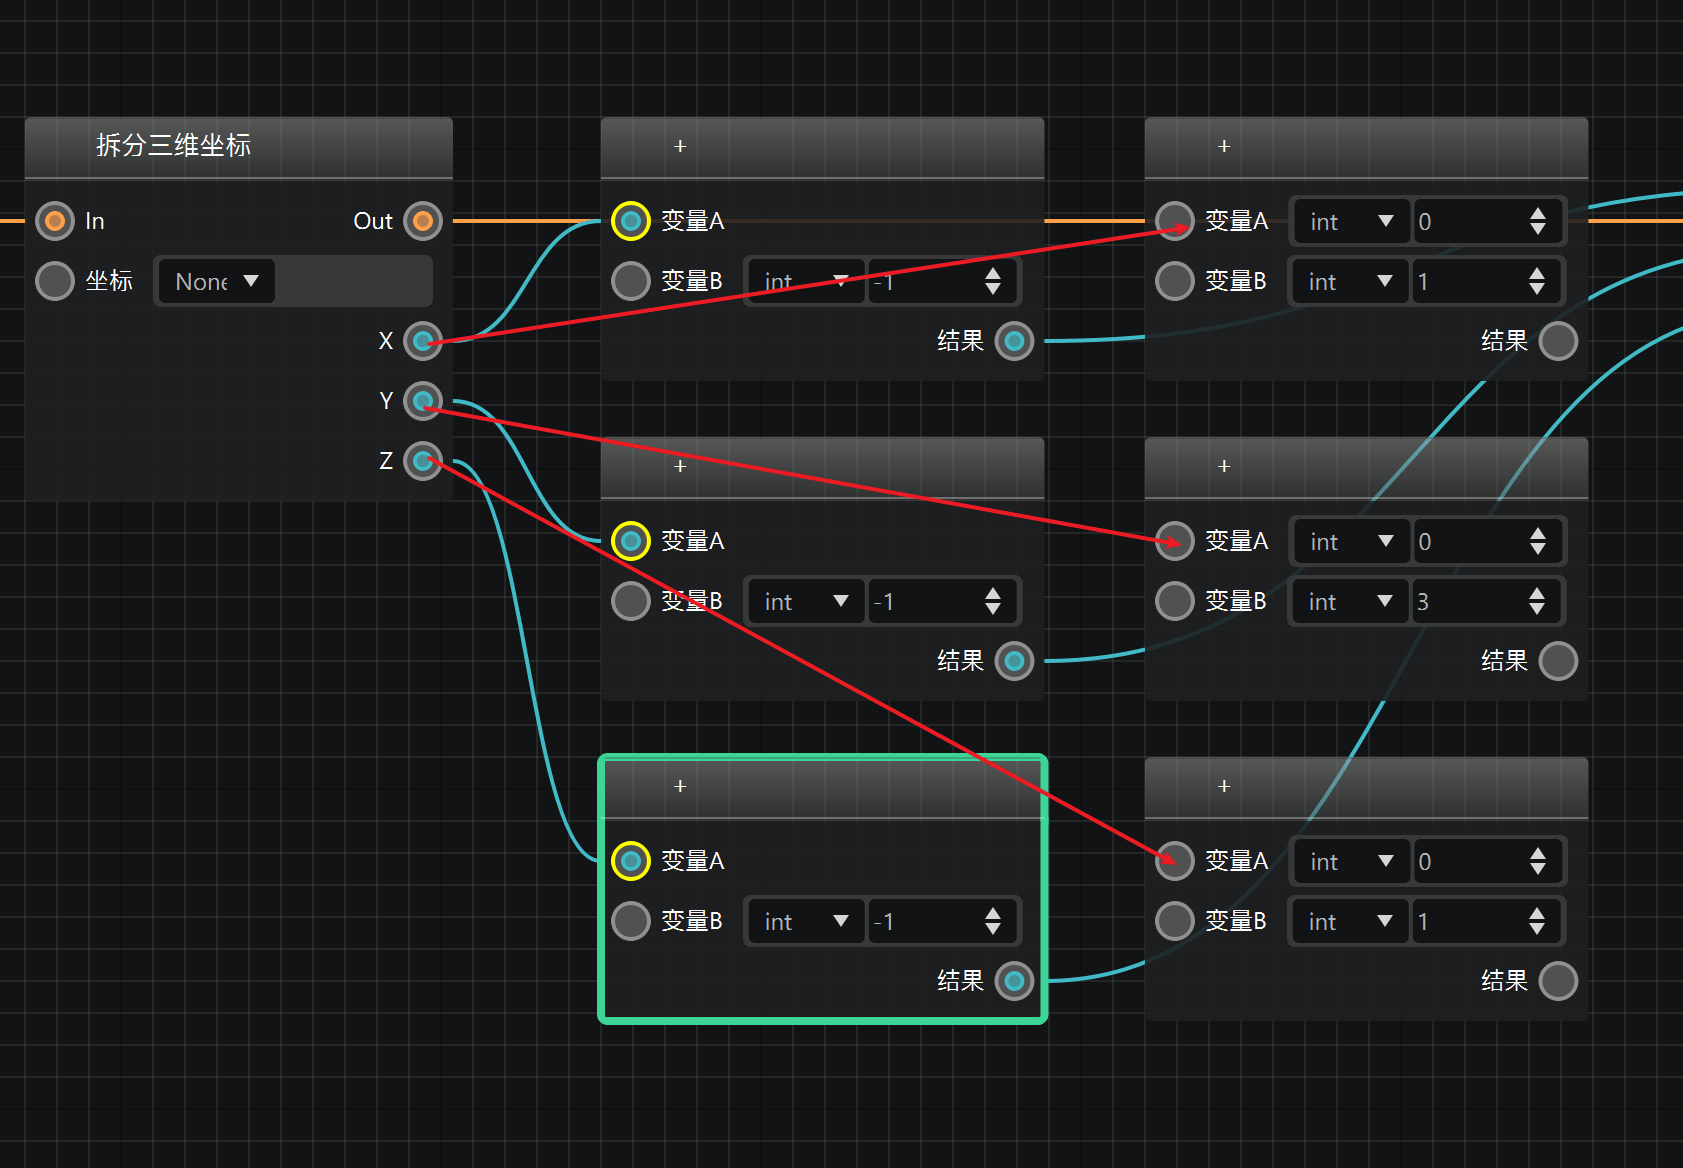 拆分三维坐标
In
Out
坐标
None
X
Y
Z
+
变量A
变量B
int
-1
结果
+
变量A
int
0
变量B
int
1
结果
+
变量A
变量B
int
-1
结果
+
变量A
int
0
变量B
int
3
结果
+
变量A
变量B
int
-1
结果
+
变量A
int
0
变量B
int
1
结果